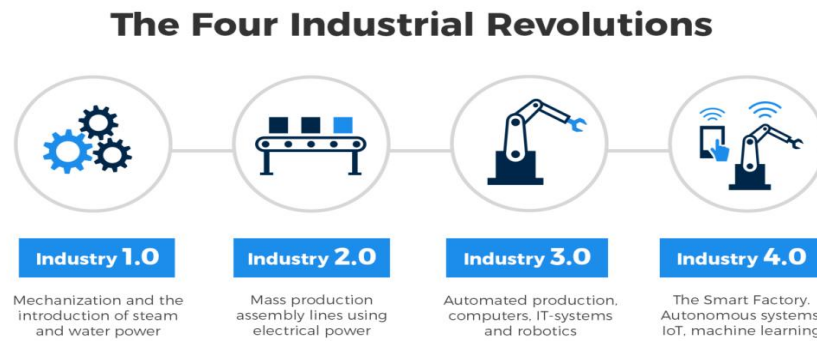 The Four Industrial Revolutions
Industry 1.0
Mechanization and the
introduction of steam
and water power
Industry 2.0
Mass production
assembly lines using
electrical power
Industry 3.0
Automated production,
computers, IT-systems
and robotics
Industry 4.0
The Smart Factory.
Autonomous systems
IoT, machine learning